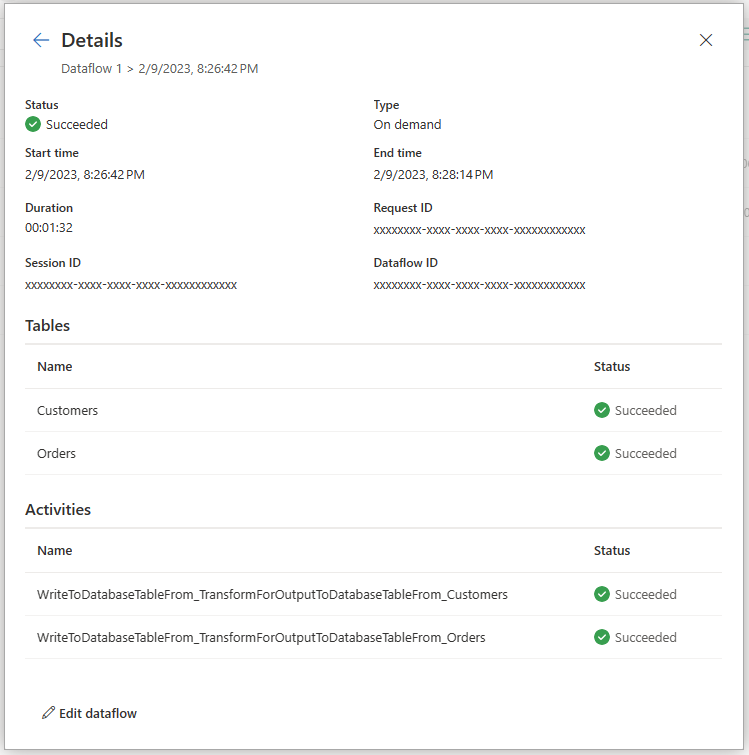 Details
Dataflow 1 > 2/9/2023, 8:26:42 PM
Status
Type
Succeeded
On demand
Start time
End time
2/9/2023, 8:26:42 PM
2/9/2023, 8:28:14 PM
Duration
Request ID
00:01:32
xxxxxxxx-xxxx-xxxx-xxxx-xxxxxxxxxxxx
Session ID
Dataflow ID
xxxxxxxx-xxxx-xxxx-xxxx-xxxxxxxxxxxx
xxxxxxxx-xxxx-xxxx-xxxx-xxxxxxxxxxxx
Tables
Name Status
Customers Succeeded
Orders Succeeded
Activities
Name Status
WriteToDatabaseTableFrom_TransformForOutputToDatabaseTableFrom_Customers Succeeded
WriteToDatabaseTableFrom_TransformForOutputToDatabaseTableFrom_Orders Succeeded
Edit dataflow